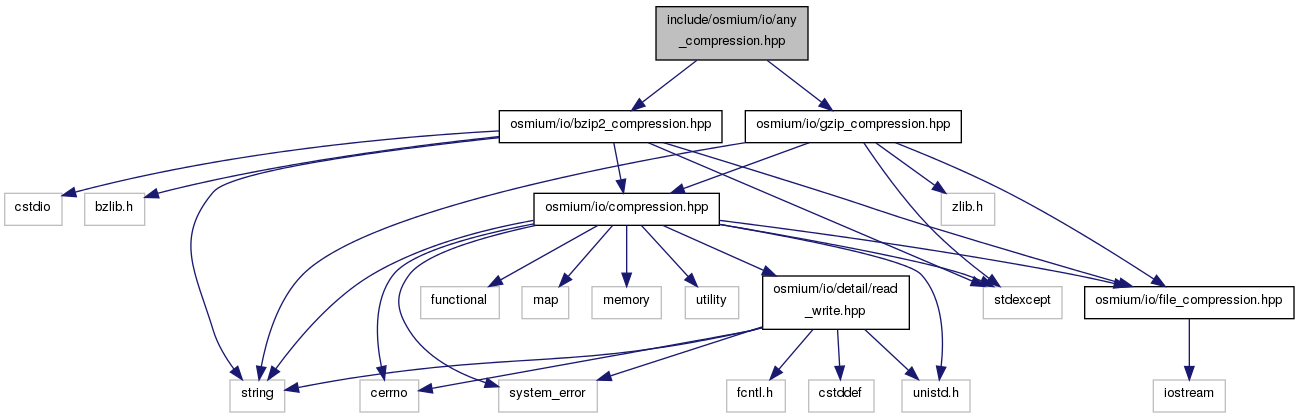 include/osmium/io/any
_compression.hpp
osmium/io/bzip2_compression.hpp
osmium/io/gzip_compression.hpp
cstdio
bzlib.h
osmium/io/compression.hpp
zlib.h
functional
map
memory
utility
osmium/io/detail/read
_write.hpp
stdexcept
osmium/io/file_compression.hpp
string
cerrno
system_error
fcntl.h
cstddef
unistd.h
iostream